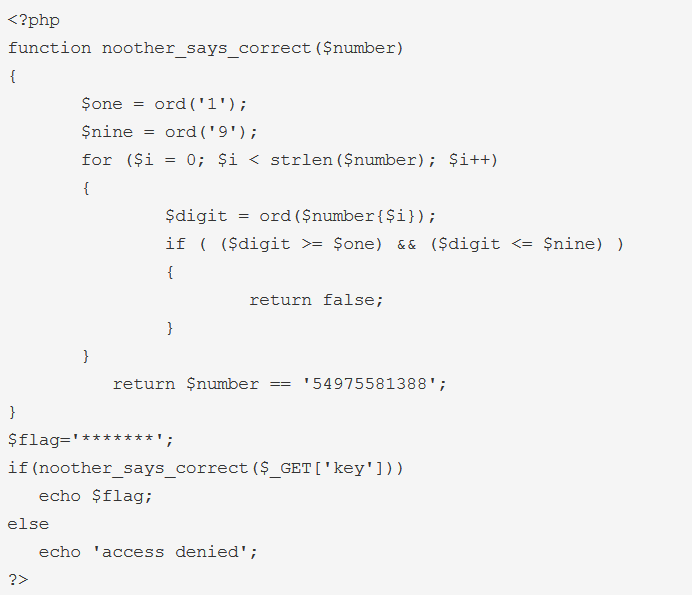 <?php
function noother_says_correct($number)
{
       $one = ord('1');
       $nine = ord('9');
       for ($i = 0; $i < strlen($number); $i++)
       {
               $digit = ord($number{$i});
               if ( ($digit >= $one) && ($digit <= $nine) )
               {
                       return false;
               }
       }
          return $number == '54975581388';
}
$flag='*******';
if(noother_says_correct($_GET['key']))
   echo $flag;
else
   echo 'access denied';
?>